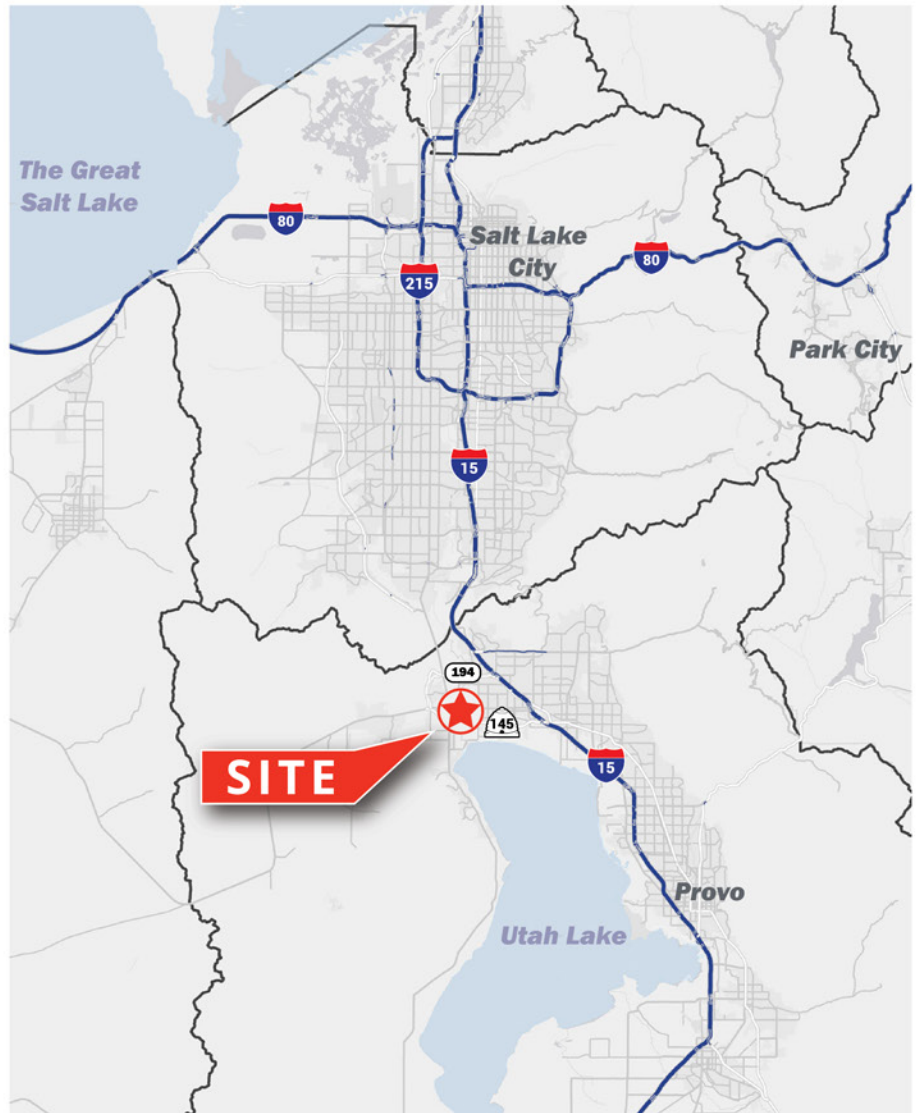 The Great
Salt Lake
80
Salt Lake
City
80
215
Park City
15
194
145
SITE
15
Provo
Utah Lake